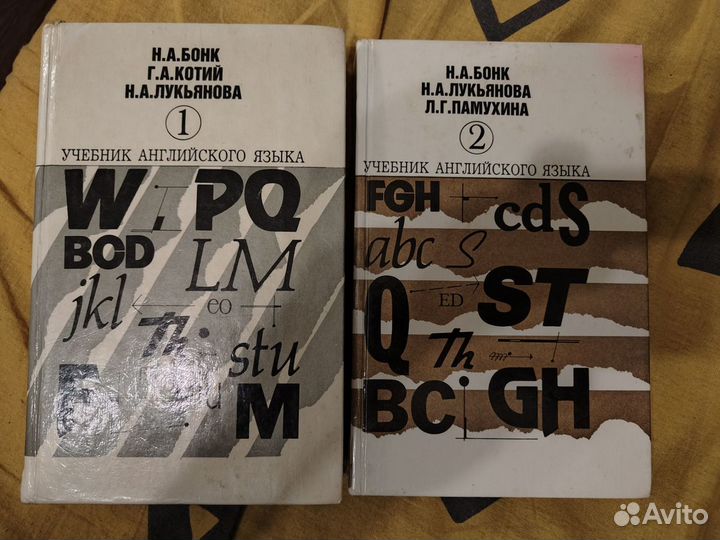 Н.А.БОНК
Г.А.КОТИЙ
Н.А.ЛУКЬЯНОВА
1
УЧЕБНИК АНГЛИЙСКОГО ЯЗЫКА
W PQ
BCD
LM
jkl
eo
Th
stu
d
M
Н.А.БОНК
Н.А.ЛУКЬЯНОВА
Л.Г.ПАМУХИНА
2
УЧЕБНИК АНГЛИЙСКОГО ЯЗЫКА
FGH
cdS
abc S
ED
Q ST
Th
BC GH
Avito